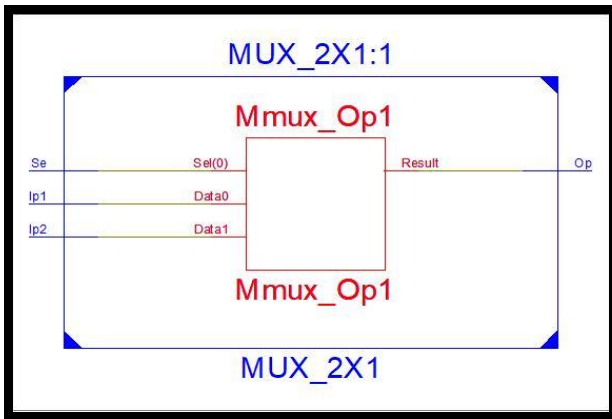 MUX_2X1:1
Mmux_Op1
Se Sel(0) Result Op
Ip1 Data0
Ip2 Data1
Mmux_Op1
MUX_2X1